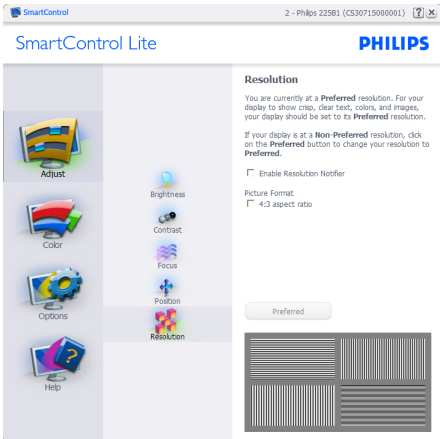 SmartControl
2 - Philips 225B1 (C530715000001)
?
SmartControl Lite
PHILIPS
Adjust
Color
Options
Help
Brightness
Contrast
Focus
Position
Resolution
Resolution
You are currently at a Preferred resolution. For your
display to show crisp, clear text, colors, and images,
your display should be set to its Preferred resolution.
If your display is at a Non-Preferred resolution, click
on the Preferred button to change your resolution to
Preferred.
Enable Resolution Notifier
Picture Format
4:3 aspect ratio
Preferred